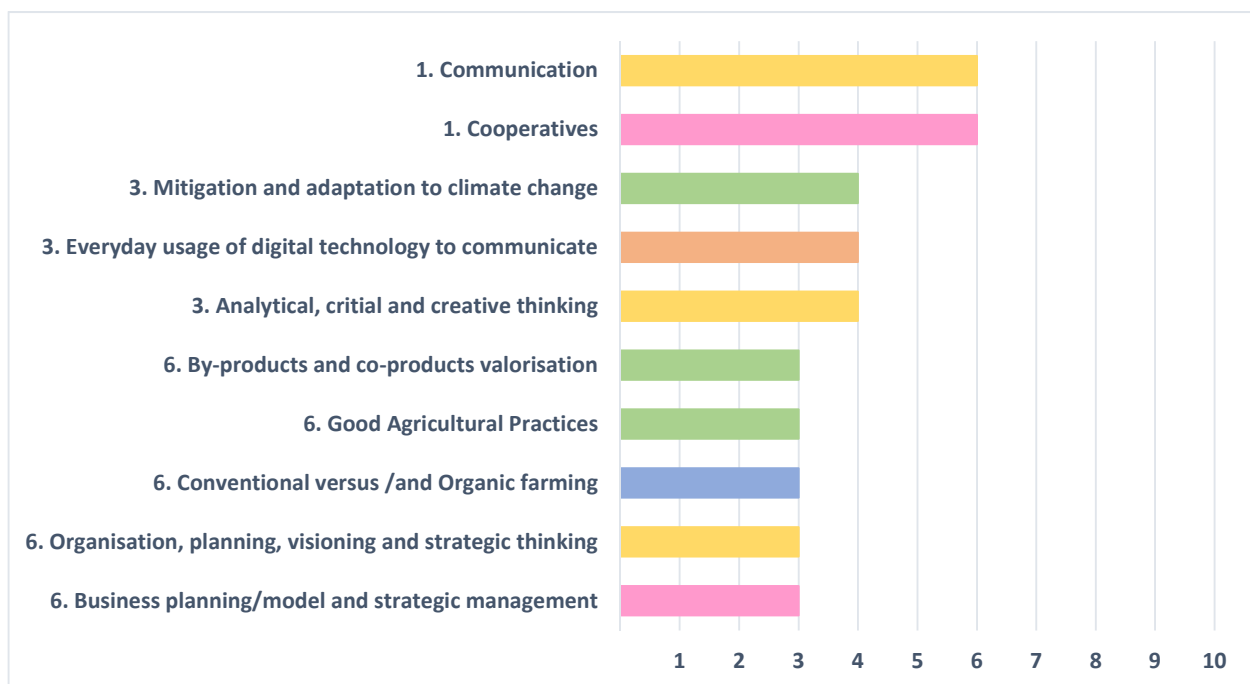 1. Communication
1. Cooperatives
3. Mitigation and adaptation to climate change
3. Everyday usage of digital technology to communicate
3. Analytical, critial and creative thinking
6. By-products and co-products valorisation
6. Good Agricultural Practices
6. Conventional versus /and Organic farming
6. Organisation, planning, visioning and strategic thinking
6. Business planning/model and strategic management
1 2 3 4 5 6 7 8 9 10